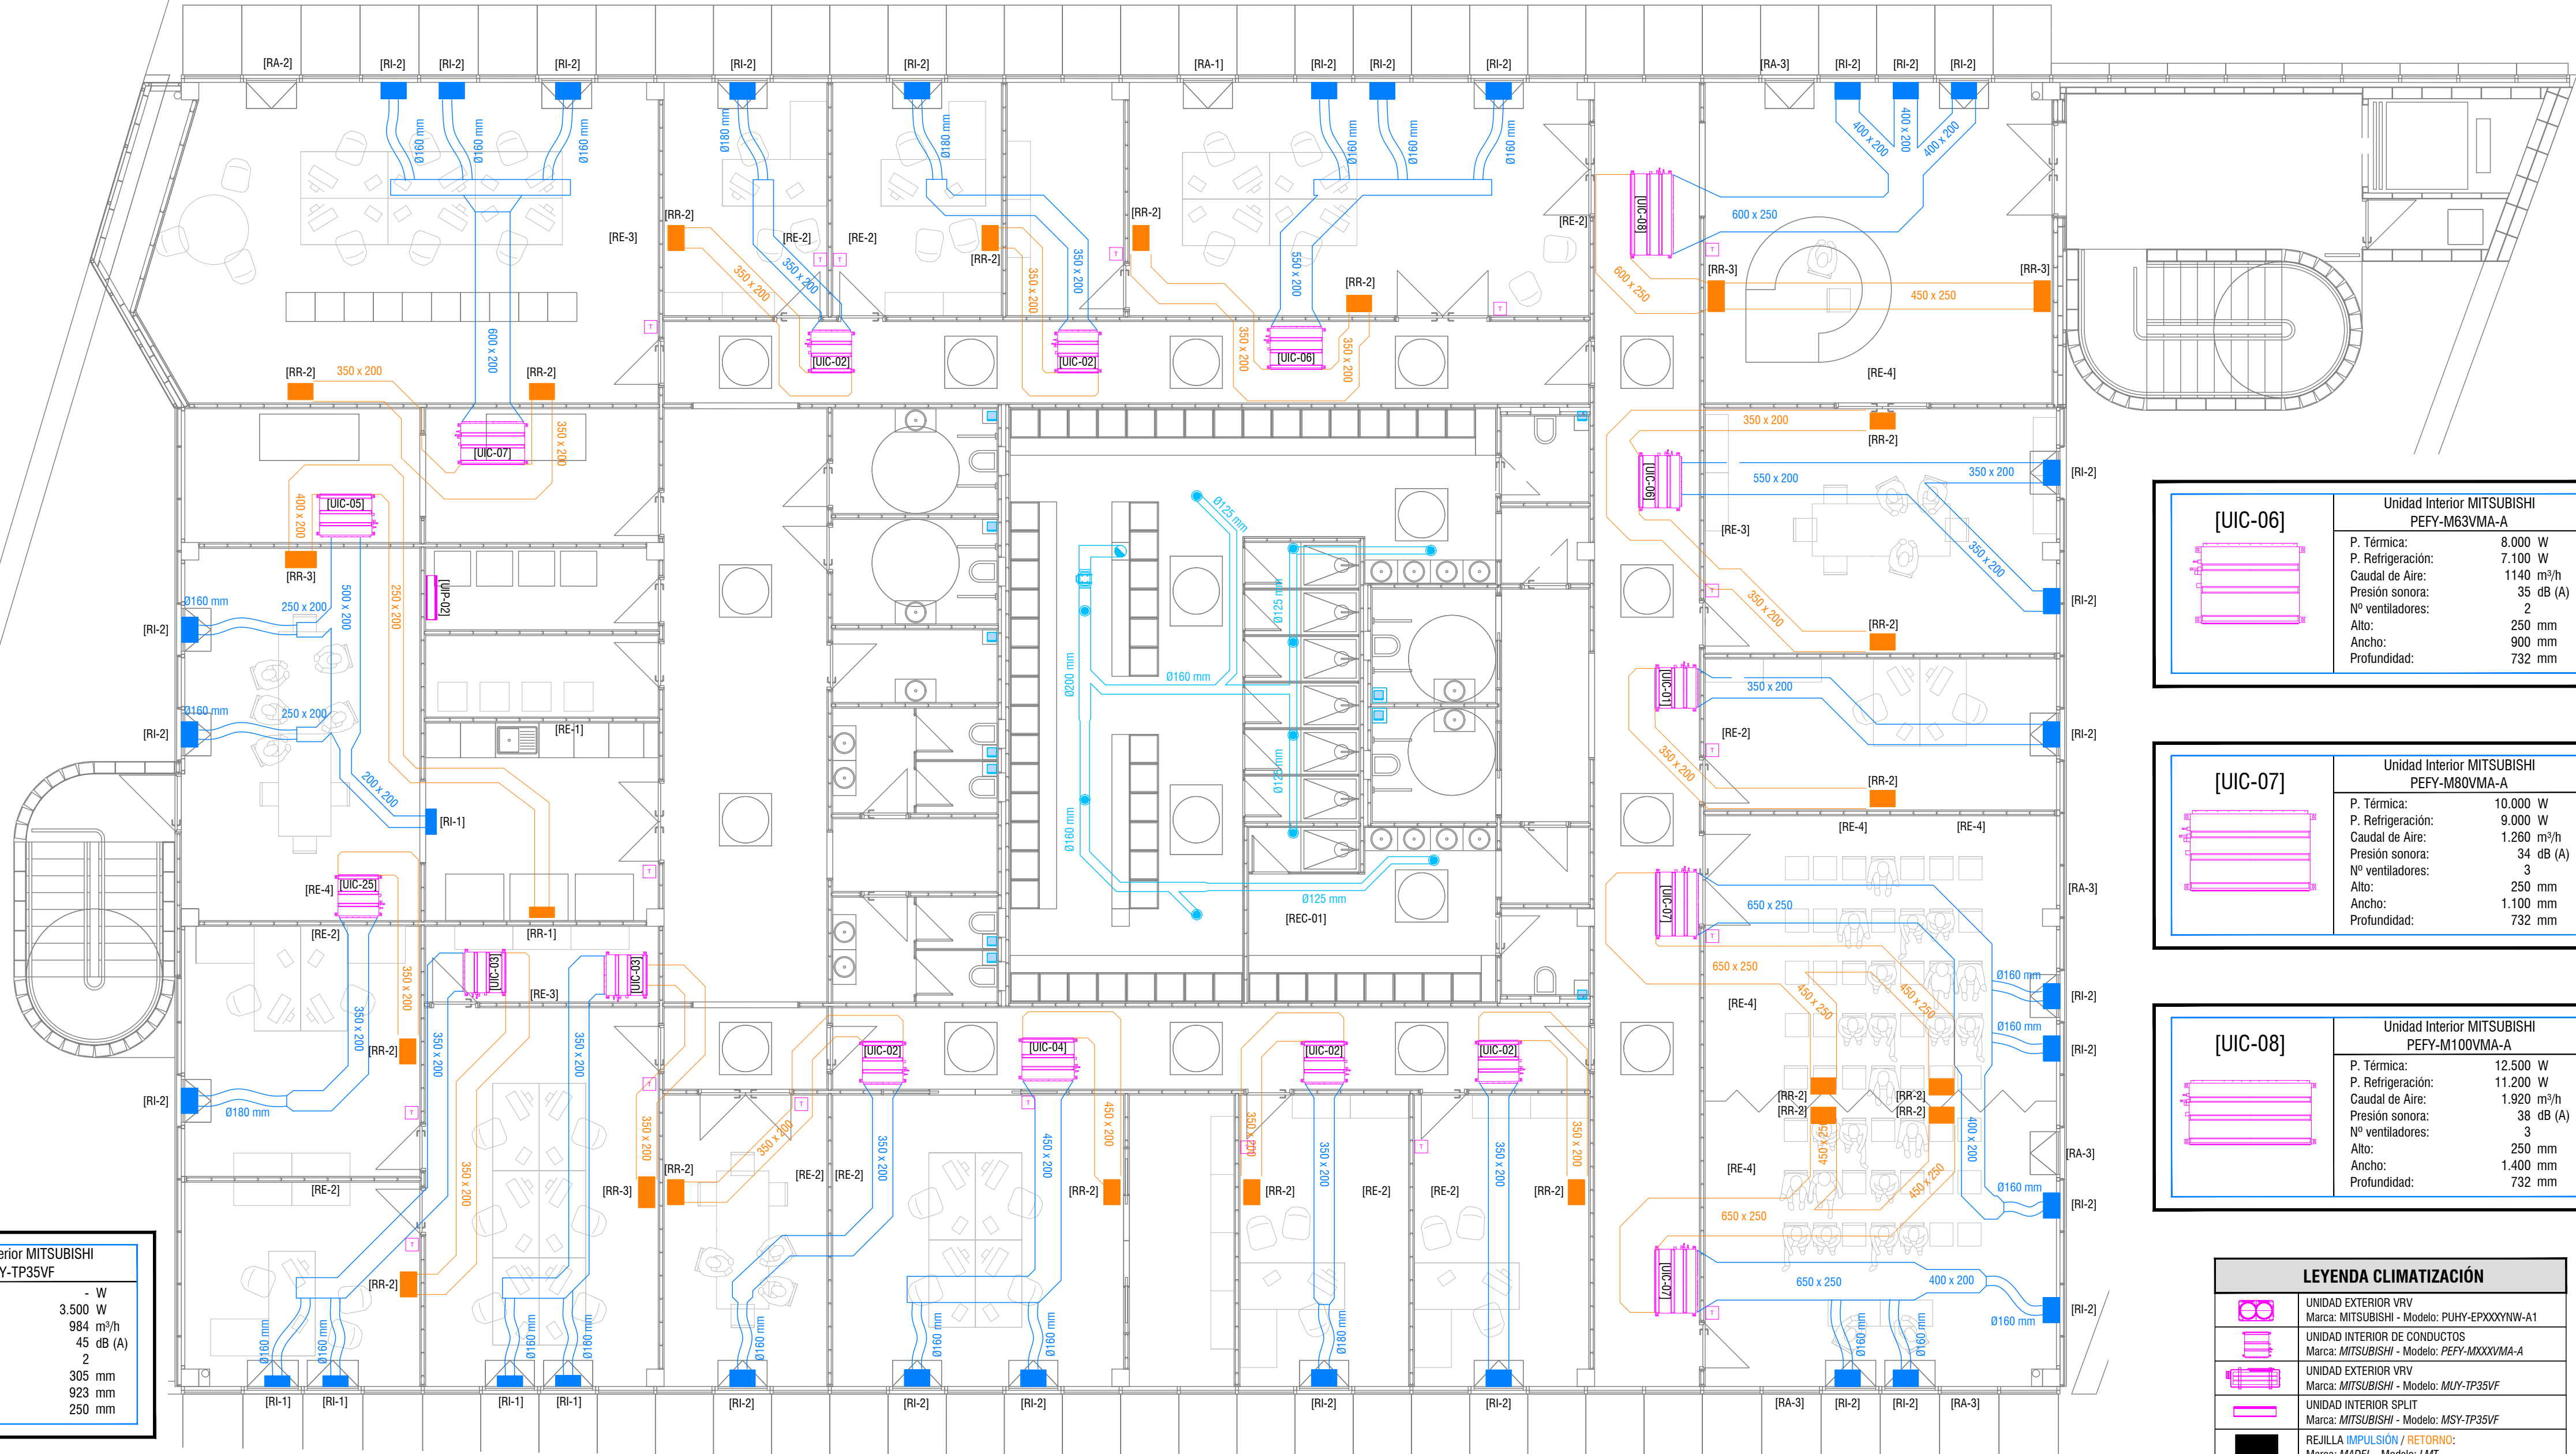 [RA-2]
[RI-2]
[RI-2]
[RI-2]
[RI-2]
[RI-2]
[RA-1]
[RI-2]
[RI-2]
[RI-2]
[RA-3]
[RI-2]
[RI-2]
[RI-2]
Ø160 mm
Ø160 mm
Ø160 mm
Ø180 mm
Ø180 mm
Ø160 mm
Ø160 mm
Ø160 mm
400 x 200
400 x 200
400 x 200
[RE-3]
[RR-2]
[RE-2]
[RE-2]
[RR-2]
[RR-2]
[RE-2]
[UIC-08]
600 x 250
350 x 200
350 x 200
350 x 200
350 x 200
550 x 200
[RR-2]
600 x 250
[RR-3]
450 x 250
[RR-3]
T
T
T
T
T
T
600 x 200
[UIC-02]
[UIC-02]
[UIC-06]
350 x 200
350 x 200
[RR-2]
350 x 200
[RR-2]
[RE-4]
350 x 200
[UIC-07]
350 x 200
[RR-2]
[UIC-06]
550 x 200
350 x 200
[RI-2]
[UIC-05]
400 x 200
[RR-3]
[RE-3]
350 x 200
500 x 200
250 x 200
[UIP-02]
Ø160 mm
250 x 200
[RI-2]
Ø125 mm
Ø125 mm
Ø200 mm
Ø160 mm
Ø125 mm
Ø160 mm
Ø125 mm
[REC-01]
T
350 x 200
[RR-2]
[RI-2]
[UIC-01]
350 x 200
[RE-2]
T
350 x 200
[RI-2]
[RR-2]
Ø160 mm
250 x 200
[RI-2]
[RE-1]
200 x 200
[RI-1]
T
[RE-4]
[UIC-25]
[RE-2]
[RR-1]
[RE-4]
[RE-4]
[UIC-07]
650 x 250
[RA-3]
T
650 x 250
[RE-4]
450 x 250
450 x 250
Ø160 mm
[RI-2]
Ø160 mm
[RI-2]
[UIC-03]
[RE-3]
[UIC-03]
350 x 200
350 x 200
350 x 200
350 x 200
[RR-2]
[RI-2]
Ø180 mm
T
T
[UIC-02]
[UIC-04]
[UIC-02]
[UIC-02]
T
T
T
T
350 x 200
350 x 200
350 x 200
450 x 200
450 x 200
350 x 200
350 x 200
350 x 200
350 x 200
[RR-2]
[RR-2]
[RR-2]
[RR-2]
400 x 200
[RA-3]
[RE-4]
450 x 250
450 x 250
350 x 200
[RE-2]
[RR-3]
[RR-2]
[RE-2]
[RE-2]
[RR-2]
[RR-2]
[RE-2]
[RE-2]
[RR-2]
Ø160 mm
[RI-2]
650 x 250
T
[RR-2]
[UIC-07]
650 x 250
400 x 200
[RI-2]
Ø160 mm
T
Ø160 mm
Ø160 mm
Ø160 mm
Ø160 mm
Ø160 mm
Ø160 mm
Ø160 mm
Ø180 mm
Ø160 mm
Ø160 mm
[RI-1]
[RI-1]
[RI-1]
[RI-1]
[RI-2]
[RI-2]
[RI-2]
[RI-2]
[RI-2]
[RA-3]
[RI-2]
[RI-2]
[RA-3]
erior MITSUBISHI
Y-TP35VF
- W
3.500 W
984 m³/h
45 dB (A)
2
305 mm
923 mm
250 mm
[UIC-06]
Unidad Interior MITSUBISHI
PEFY-M63VMA-A
P. Térmica: 8.000 W
P. Refrigeración: 7.100 W
Caudal de Aire: 1140 m³/h
Presión sonora: 35 dB (A)
Nº ventiladores: 2
Alto: 250 mm
Ancho: 900 mm
Profundidad: 732 mm
[UIC-07]
Unidad Interior MITSUBISHI
PEFY-M80VMA-A
P. Térmica: 10.000 W
P. Refrigeración: 9.000 W
Caudal de Aire: 1.260 m³/h
Presión sonora: 34 dB (A)
Nº ventiladores: 3
Alto: 250 mm
Ancho: 1.100 mm
Profundidad: 732 mm
[UIC-08]
Unidad Interior MITSUBISHI
PEFY-M100VMA-A
P. Térmica: 12.500 W
P. Refrigeración: 11.200 W
Caudal de Aire: 1.920 m³/h
Presión sonora: 38 dB (A)
Nº ventiladores: 3
Alto: 250 mm
Ancho: 1.400 mm
Profundidad: 732 mm
LEYENDA CLIMATIZACIÓN
UNIDAD EXTERIOR VRV
Marca: MITSUBISHI - Modelo: PUHY-EPXXXYNW-A1
UNIDAD INTERIOR DE CONDUCTOS
Marca: MITSUBISHI - Modelo: PEFY-MXXXVMA-A
UNIDAD EXTERIOR VRV
Marca: MITSUBISHI - Modelo: MUY-TP35VF
UNIDAD INTERIOR SPLIT
Marca: MITSUBISHI - Modelo: MSY-TP35VF
REJILLA IMPULSIÓN / RETORNO:
Marca: MADEL - Modelo: LMT